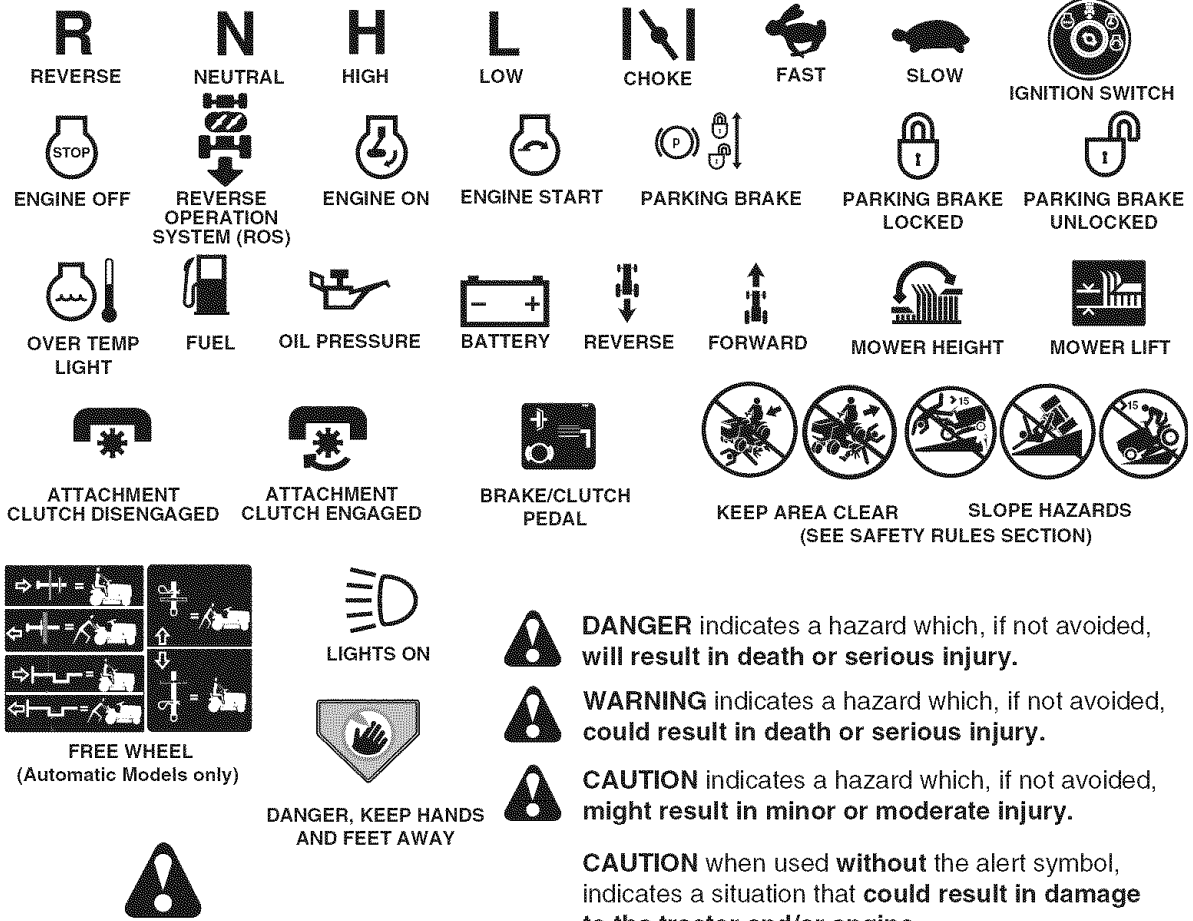 R
N
H
L
REVERSE
NEUTRAL
HIGH
LOW
CHOKE
FAST
SLOW
IGNITION SWITCH
STOP
P
ENGINE OFF
REVERSE
OPERATION
SYSTEM (ROS)
ENGINE ON
ENGINE START
PARKING BRAKE
PARKING BRAKE
LOCKED
PARKING BRAKE
UNLOCKED
OVER TEMP
LIGHT
FUEL
OIL PRESSURE
- +
BATTERY
REVERSE
FORWARD
MOWER HEIGHT
MOWER LIFT
ATTACHMENT
CLUTCH DISENGAGED
ATTACHMENT
CLUTCH ENGAGED
BRAKE/CLUTCH
PEDAL
>15
>15
KEEP AREA CLEAR
SLOPE HAZARDS
(SEE SAFETY RULES SECTION)
= = = = = =
FREE WHEEL
(Automatic Models only)
LIGHTS ON
DANGER, KEEP HANDS
AND FEET AWAY
DANGER indicates a hazard which, if not avoided,
will result in death or serious injury.
WARNING indicates a hazard which, if not avoided,
could result in death or serious injury.
CAUTION indicates a hazard which, if not avoided,
might result in minor or moderate injury.
CAUTION when used without the alert symbol,
indicates a situation that could result in damage
to the tractor and/or engine